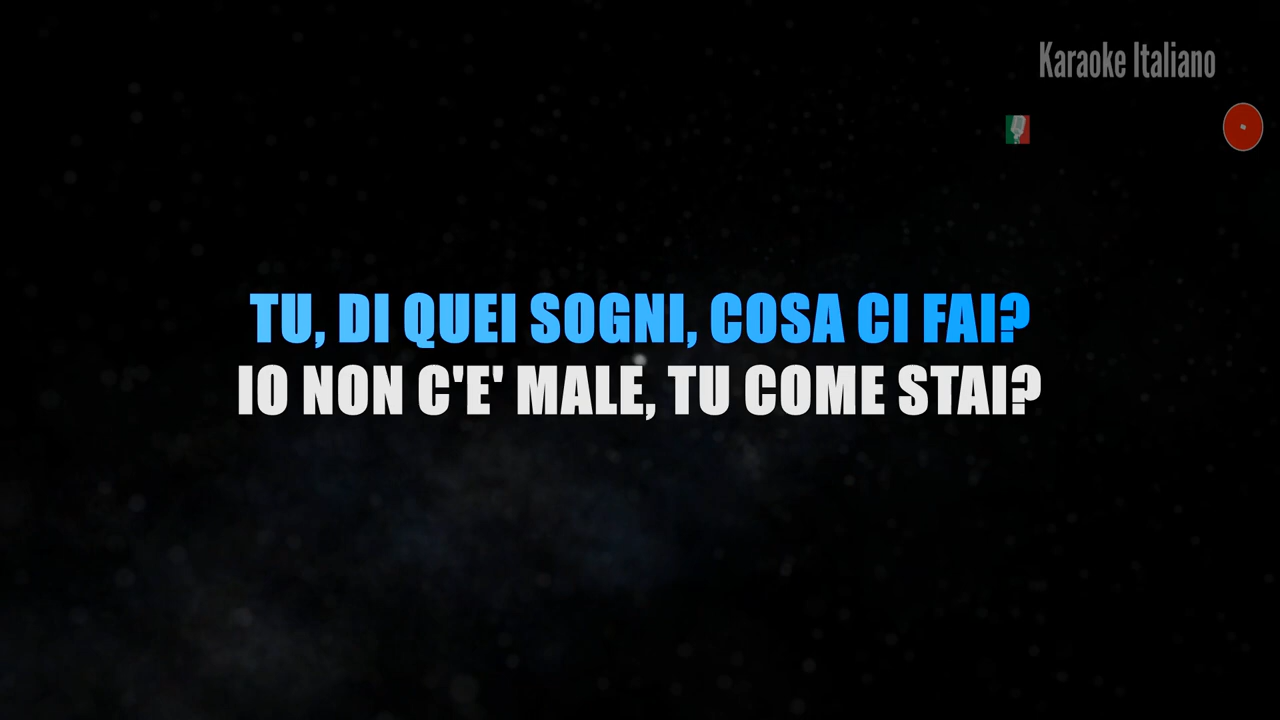 Karaoke Italiano
TU, DI QUEI SOGNI, COSA CI FAI?
IO NON C'E' MALE, TU COME STAI?